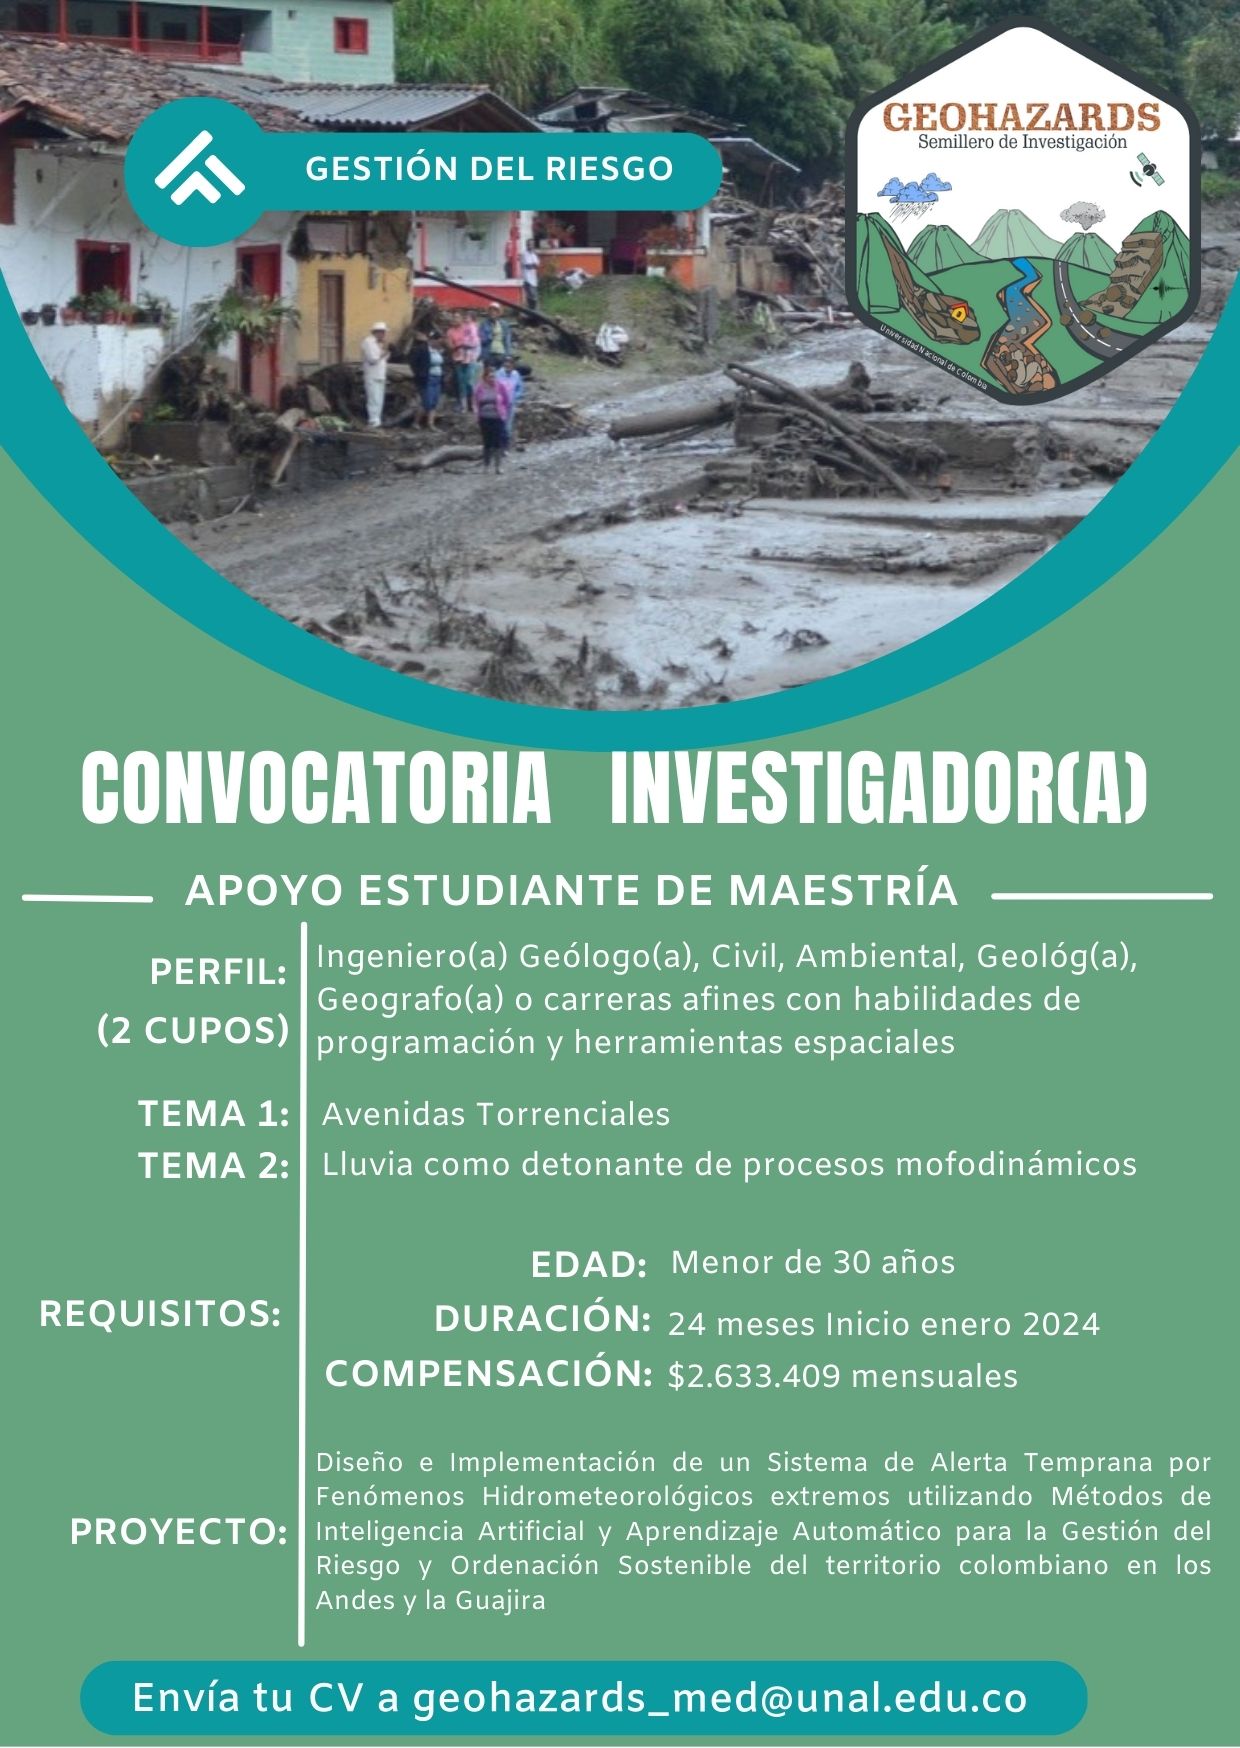 GESTIÓN DEL RIESGO
GEOHAZARDS
Semillero de Investigación
Universidad Nacional de Colombia
CONVOCATORIA INVESTIGADOR(A)
APOYO ESTUDIANTE DE MAESTRÍA
PERFIL:
(2 CUPOS)
Ingeniero(a) Geólogo(a), Civil, Ambiental, Geológ(a),
Geografo(a) o carreras afines con habilidades de
programación y herramientas espaciales
TEMA 1: Avenidas Torrenciales
TEMA 2: Lluvia como detonante de procesos mofodinámicos
REQUISITOS:
EDAD: Menor de 30 años
DURACIÓN: 24 meses Inicio enero 2024
COMPENSACIÓN: $2.633.409 mensuales
PROYECTO:
Diseño e Implementación de un Sistema de Alerta Temprana por
Fenómenos Hidrometeorológicos extremos utilizando Métodos de
Inteligencia Artificial y Aprendizaje Automático para la Gestión del
Riesgo y Ordenación Sostenible del territorio colombiano en los
Andes y la Guajira
Envía tu CV a geohazards_med@unal.edu.co